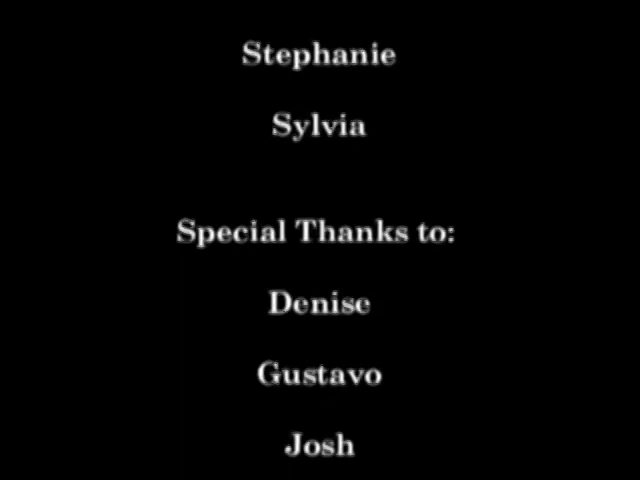 Stephanie
Sylvia
Special Thanks to:
Denise
Gustavo
Josh